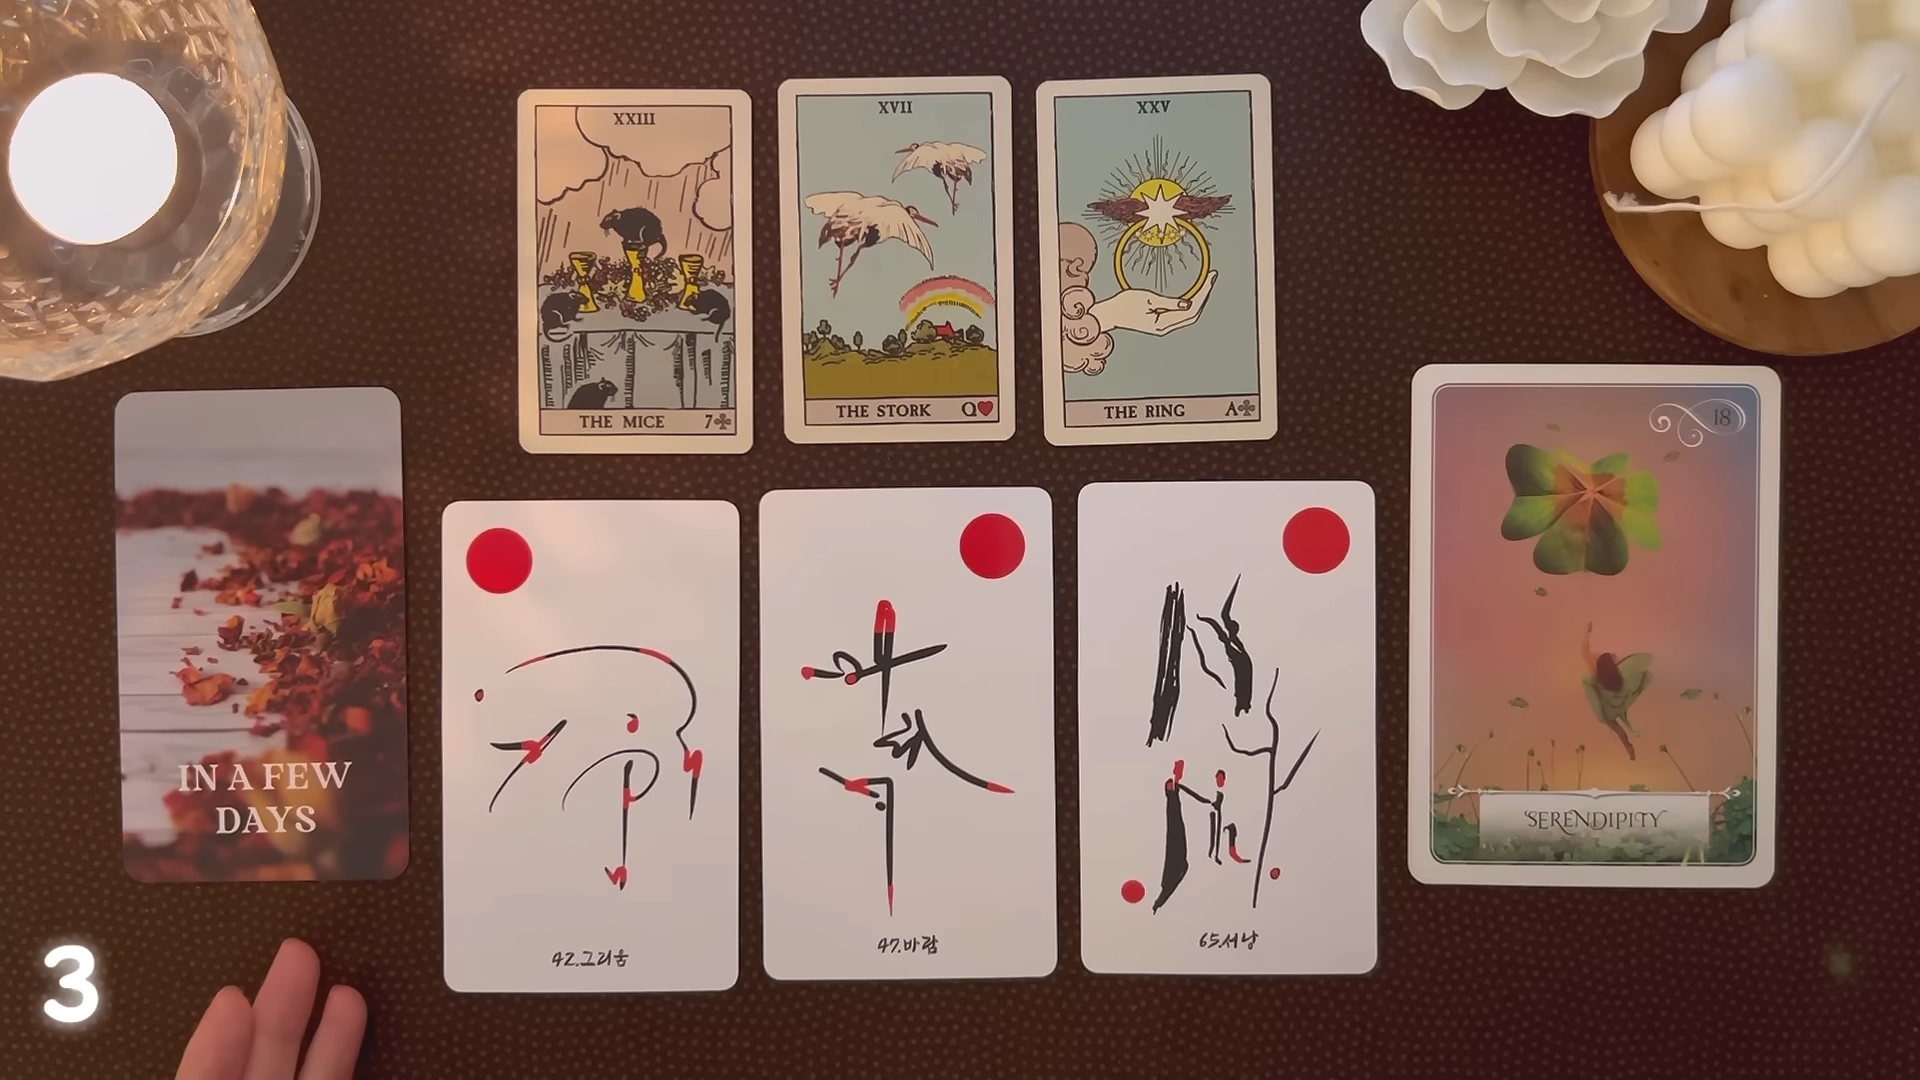 XXIII
THE MICE 7♣
XVII
THE STORK Q♥
XXV
THE RING A♣
IN A FEW
DAYS
42.그리움
47.바람
65.서낭
18
SERENDIPITY
3